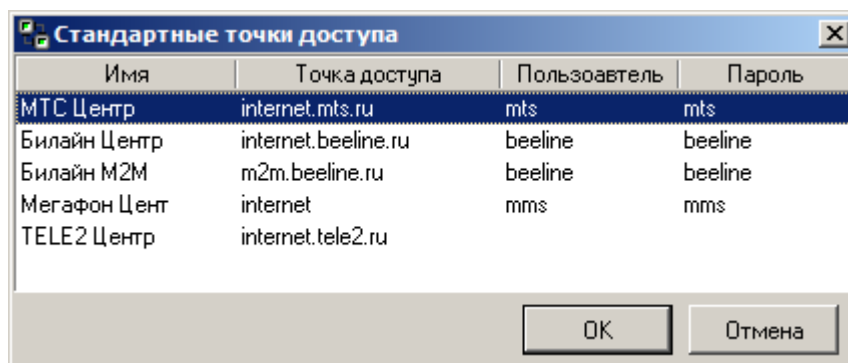 Стандартные точки доступа
Имя Точка доступа Пользоавтель Пароль
МТС Центр internet.mts.ru mts mts
Билайн Центр internet.beeline.ru beeline beeline
Билайн М2М m2m.beeline.ru beeline beeline
Мегафон Цент internet mms mms
TELE2 Центр internet.tele2.ru
OK Отмена